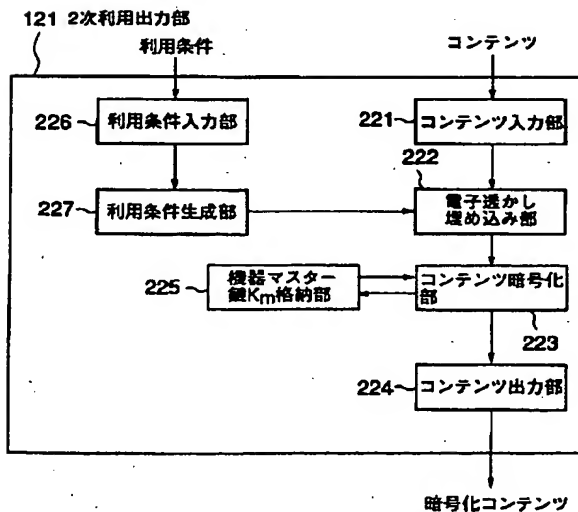 121 2次利用出力部
利用条件
コンテンツ
226
利用条件入力部
221
コンテンツ入力部
222
227
利用条件生成部
電子透かし
埋め込み部
225
機器マスター
鍵Km格納部
コンテンツ暗号化
部
223
224
コンテンツ出力部
暗号化コンテンツ